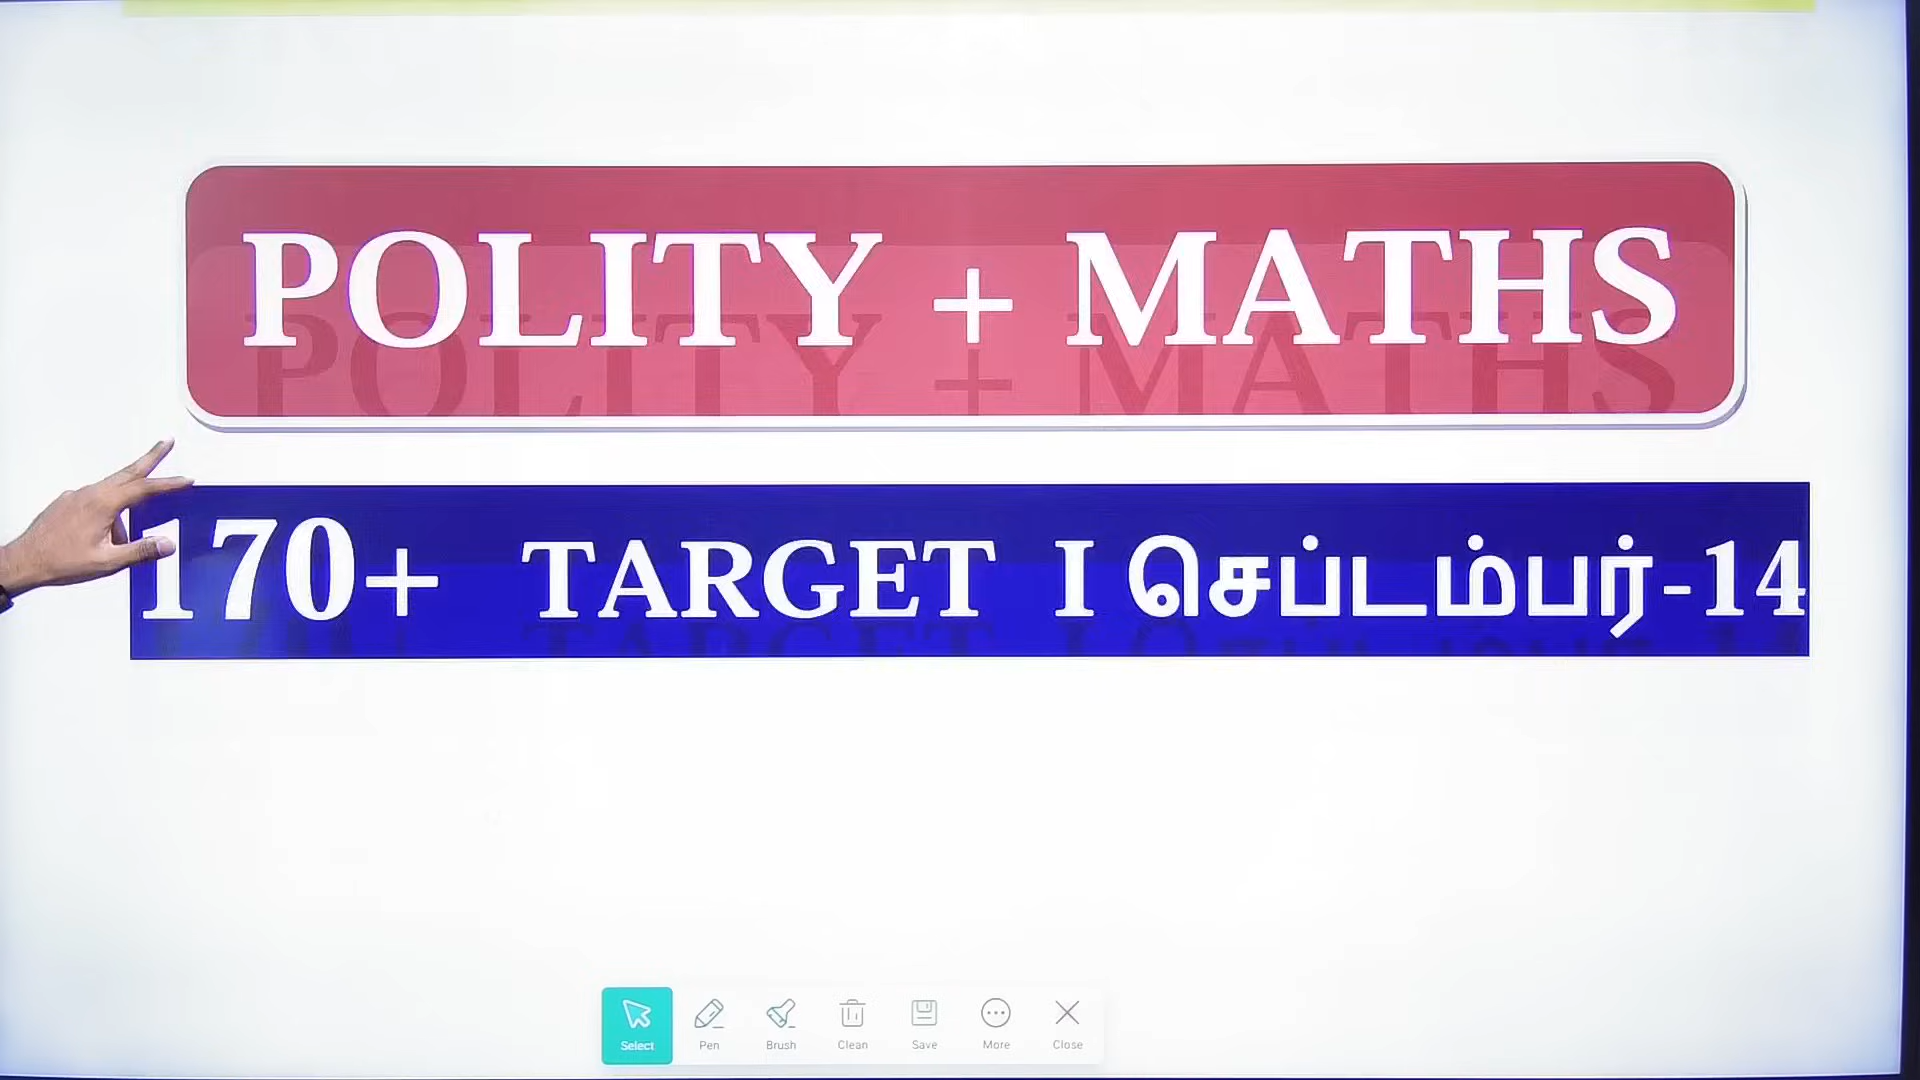 POLITY + MATHS
170+ TARGET I செப்டம்பர்-14
Select Pen Brush Clean Save More Close